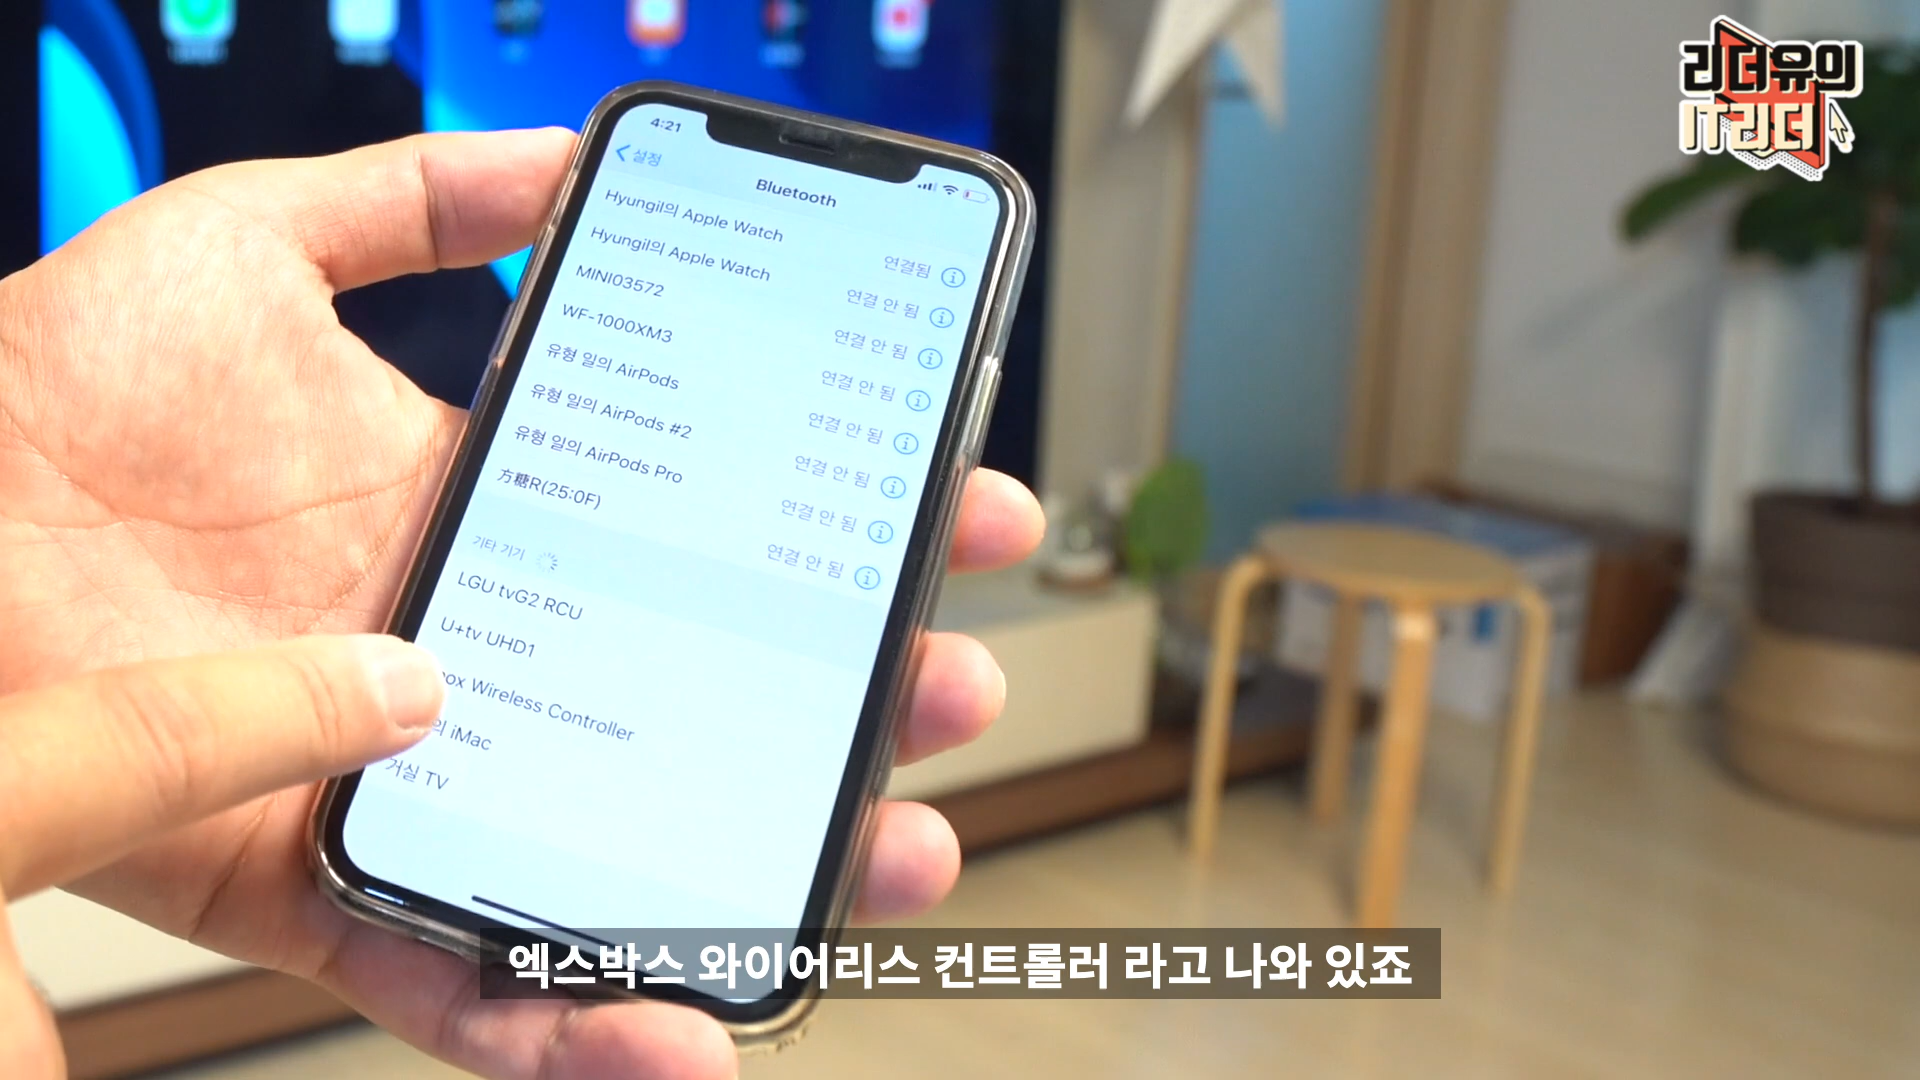 리더유의
IT리더
4:21
설정
Bluetooth
Hyungil의 Apple Watch 연결됨
Hyungil의 Apple Watch 연결 안 됨
MINI03572 연결 안 됨
WF-1000XM3 연결 안 됨
유형 일의 AirPods 연결 안 됨
유형 일의 AirPods #2 연결 안 됨
유형 일의 AirPods Pro 연결 안 됨
方糖R(25:0F) 연결 안 됨
기타 기기
LGU tvG2 RCU
U+tv UHD1
Wireless Controller
의 iMac
거실 TV
엑스박스 와이어리스 컨트롤러 라고 나와 있죠